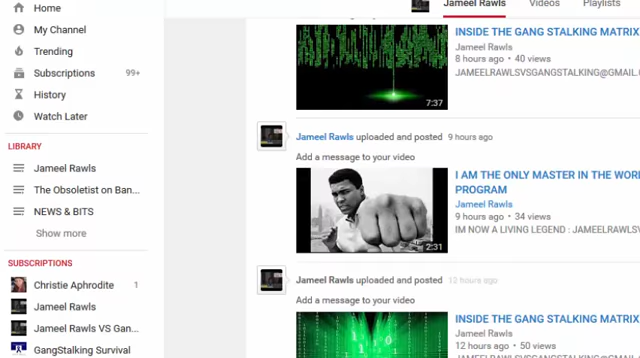 Home
My Channel
Trending
Subscriptions 99+
History
Watch Later
LIBRARY
Jameel Rawls
The Obsoletist on Ban...
NEWS & BITS
Show more
SUBSCRIPTIONS
Christie Aphrodite 1
Jameel Rawls
Jameel Rawls VS Gan...
GangStalking Survival
Jameel Rawls Videos Playlists
INSIDE THE GANG STALKING MATRIX
Jameel Rawls
8 hours ago • 40 views
JAMEELRAWLSVSGANGSTALKING@GMAIL.
7:37
Jameel Rawls uploaded and posted 9 hours ago
Add a message to your video
I AM THE ONLY MASTER IN THE WOR
PROGRAM
Jameel Rawls
9 hours ago • 34 views
IM NOW A LIVING LEGEND : JAMEELRAWLSV
2:31
Jameel Rawls uploaded and posted 12 hours ago
Add a message to your video
INSIDE THE GANG STALKING MATRIX
Jameel Rawls
12 hours ago • 50 views
JAMEELRAWLSVSGANGSTALKING@GMAIL